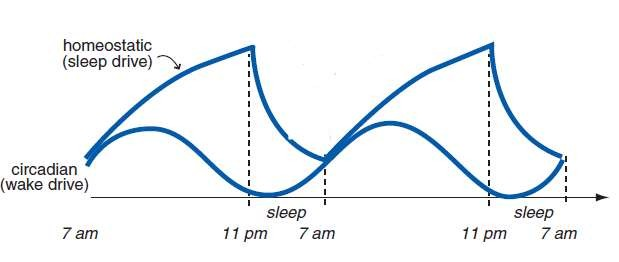 homeostatic
(sleep drive)
circadian
(wake drive)
sleep
sleep
7 am
11 pm
7 am
11 pm
7 am